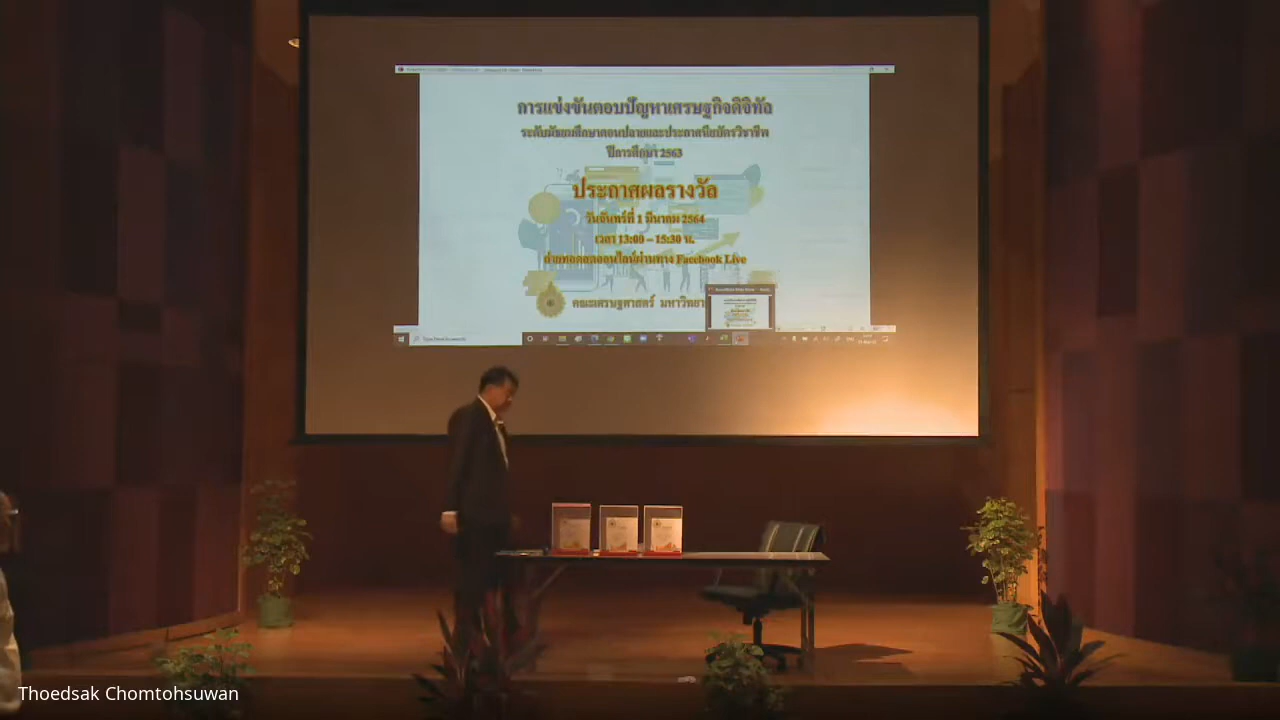 การแข่งขันตอบปัญหาเศรษฐกิจดิจิทัล
ระดับมัธยมศึกษาตอนปลายและประกาศนียบัตรวิชาชีพ
ปีการศึกษา 2563
ประกาศผลรางวัล
วันจันทร์ที่ 1 มีนาคม 2564
เวลา 13:00 – 15:30 น.
ถ่ายทอดสดออนไลน์ผ่านทาง Facebook Live
คณะเศรษฐศาสตร์ มหาวิทยา
Thoedsak Chomtohsuwan